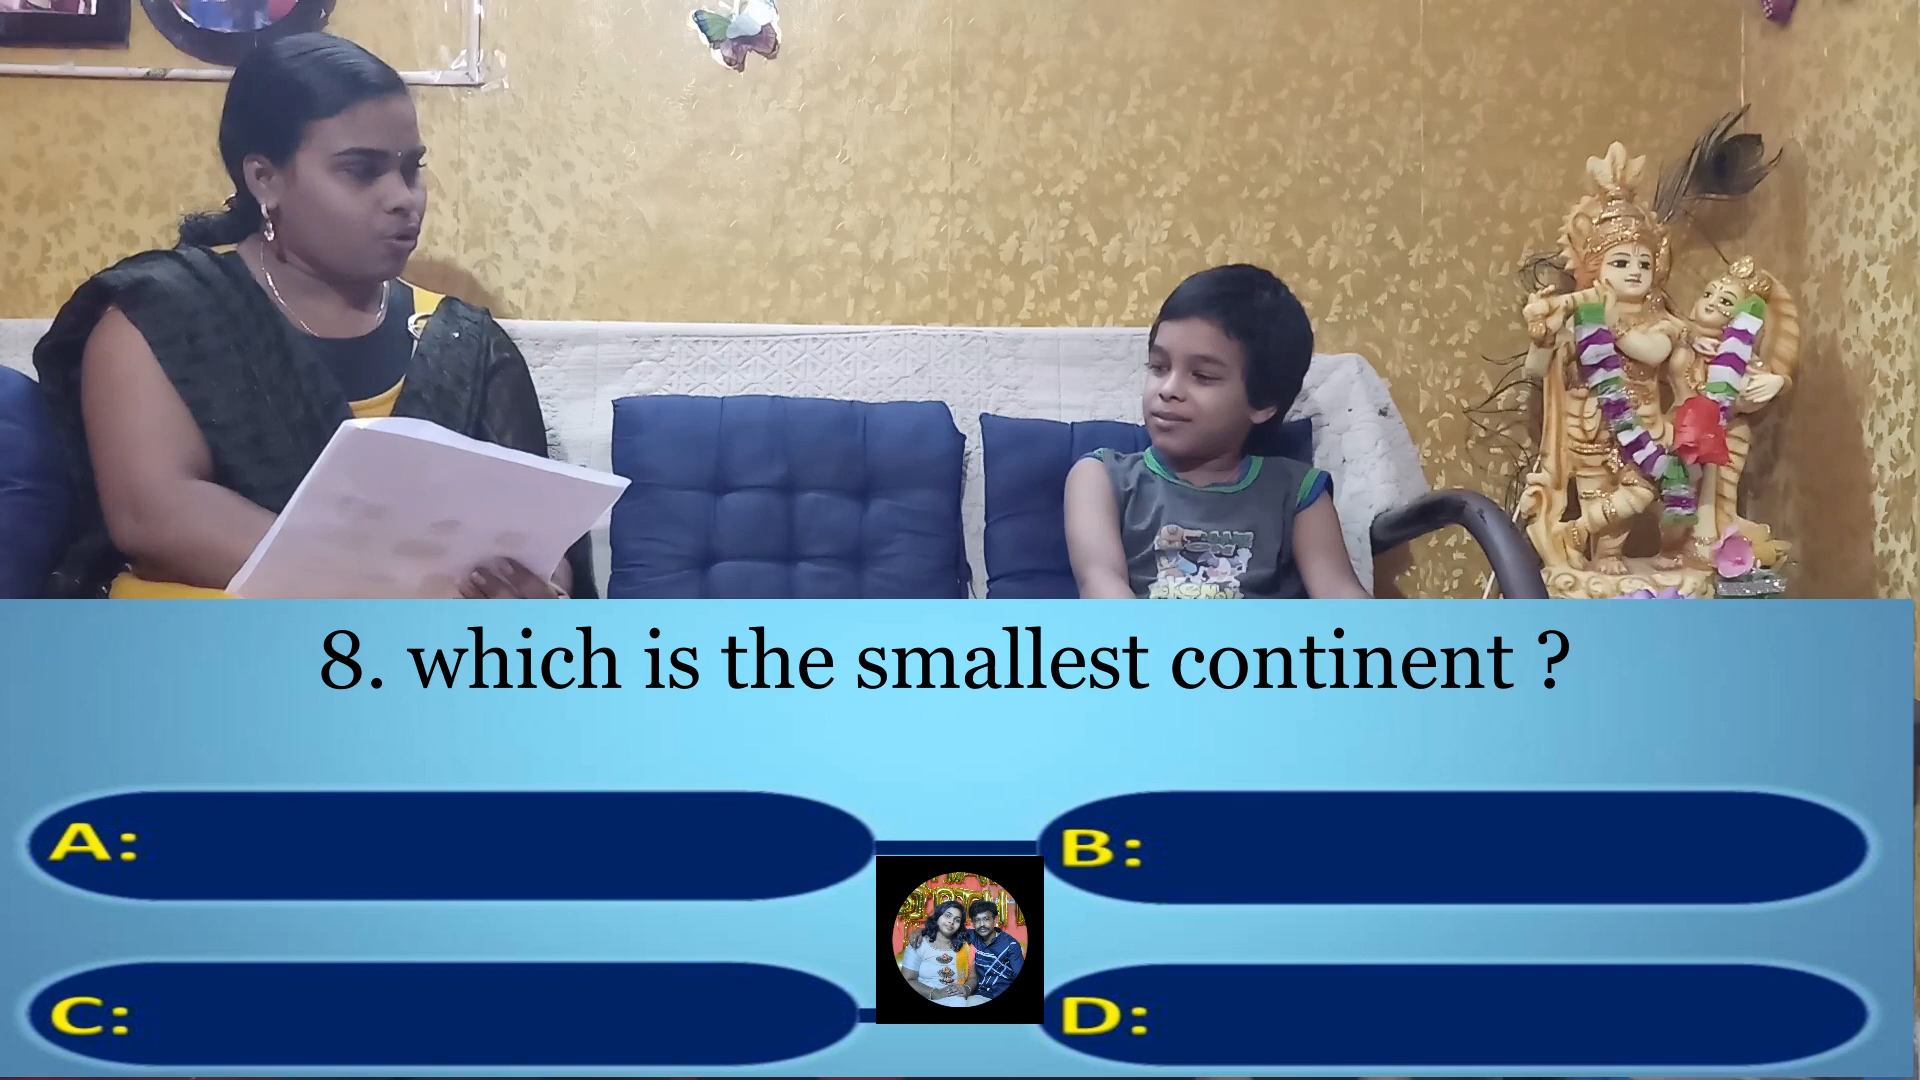 8. which is the smallest continent ?
A:
B:
C:
D: